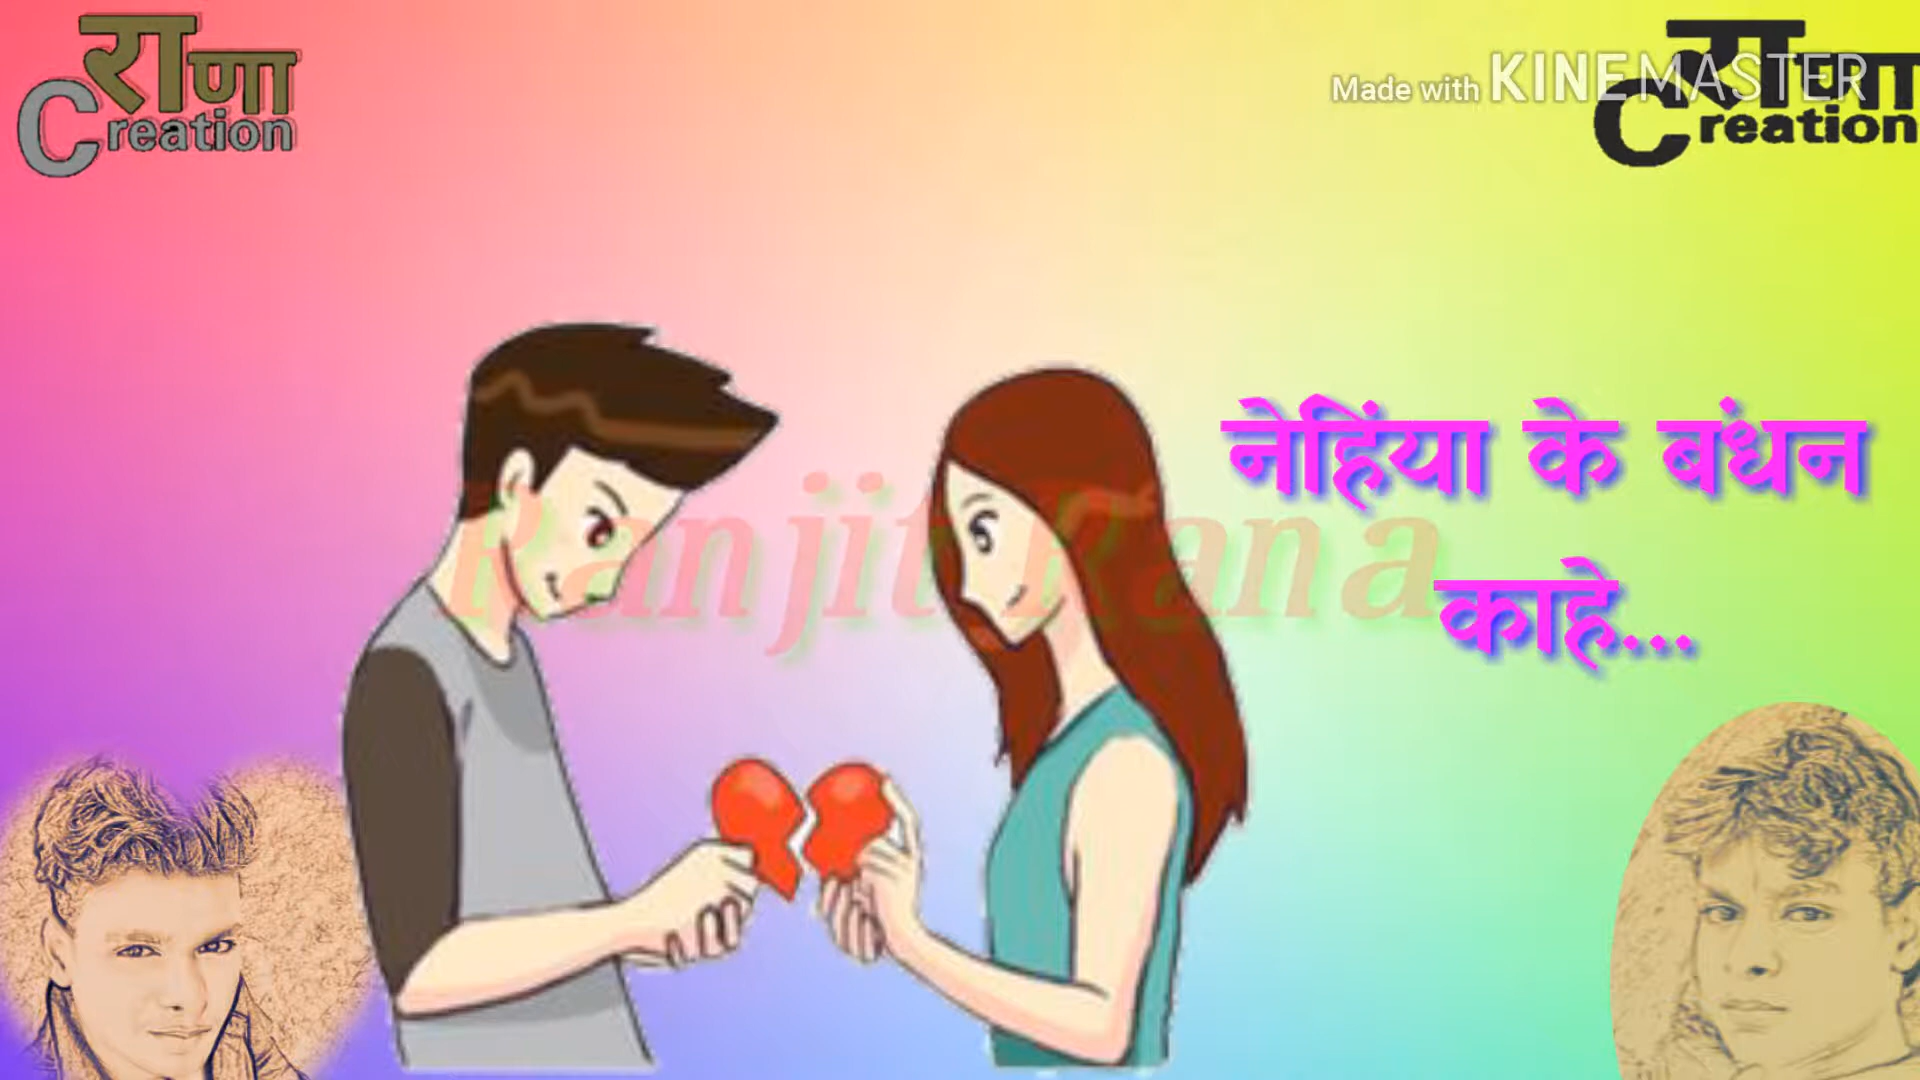 राणा
Creation
Made with KINEMASTER
राणा
Creation
नेहिंया के बंधन
काहे...
Ranjit Rana